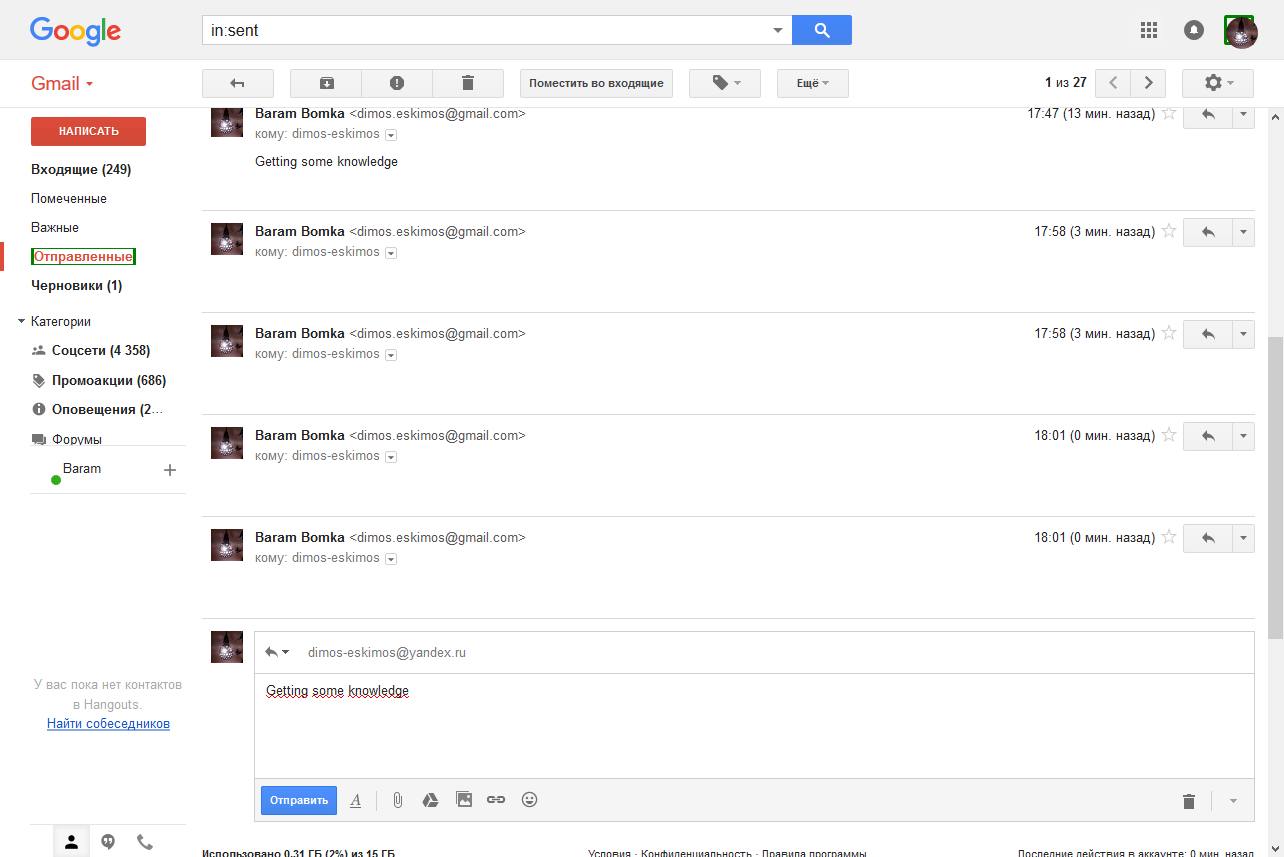 Google
in:sent
Gmail
Поместить во входящие
Ещё
1 из 27
НАПИСАТЬ
Входящие (249)
Помеченные
Важные
Отправленные
Черновики (1)
Категории
Соцсети (4 358)
Промоакции (686)
Оповещения (2…
Форумы
Baram
У вас пока нет контактов
в Hangouts.
Найти собеседников
Baram Bomka <dimos.eskimos@gmail.com>
17:47 (13 мин. назад)
кому: dimos-eskimos
Getting some knowledge
Baram Bomka <dimos.eskimos@gmail.com>
17:58 (3 мин. назад)
кому: dimos-eskimos
Baram Bomka <dimos.eskimos@gmail.com>
17:58 (3 мин. назад)
кому: dimos-eskimos
Baram Bomka <dimos.eskimos@gmail.com>
18:01 (0 мин. назад)
кому: dimos-eskimos
Baram Bomka <dimos.eskimos@gmail.com>
18:01 (0 мин. назад)
кому: dimos-eskimos
dimos-eskimos@yandex.ru
Getting some knowledge
Отправить
A
Использовано 0,31 ГБ (2%) из 15 ГБ
Условия · Конфиденциальность · Правила программы
Последние действия в аккаунте: 0 мин. назад